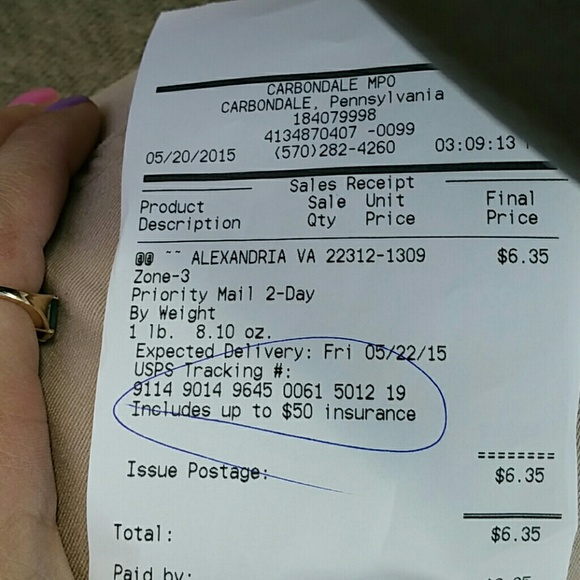 CARBONDALE MPO
CARBONDALE, Pennsylvania
184079998
4134870407 -0099
05/20/2015 (570)282-4260 03:09:13
Sales Receipt
Product Sale Unit Final
Description Qty Price Price
@@ ~~ ALEXANDRIA VA 22312-1309 $6.35
Zone-3
Priority Mail 2-Day
By Weight
1 lb. 8.10 oz.
Expected Delivery: Fri 05/22/15
USPS Tracking #:
9114 9014 9645 0061 5012 19
Includes up to $50 insurance
========
Issue Postage: $6.35
Total: $6.35
Paid by: